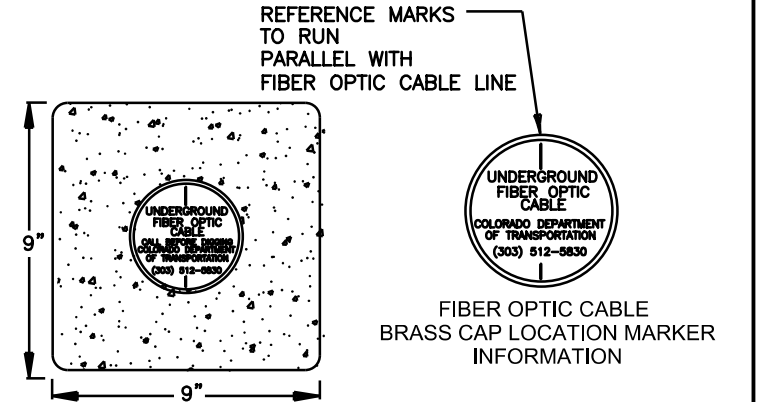 REFERENCE MARKS
TO RUN
PARALLEL WITH
FIBER OPTIC CABLE LINE
9"
UNDERGROUND
FIBER OPTIC
CABLE
CALL BEFORE DIGGING
COLORADO DEPARTMENT
OF TRANSPORTATION
(303) 512-5830
9"
UNDERGROUND
FIBER OPTIC
CABLE
COLORADO DEPARTMENT
OF TRANSPORTATION
(303) 512-5830
FIBER OPTIC CABLE
BRASS CAP LOCATION MARKER
INFORMATION